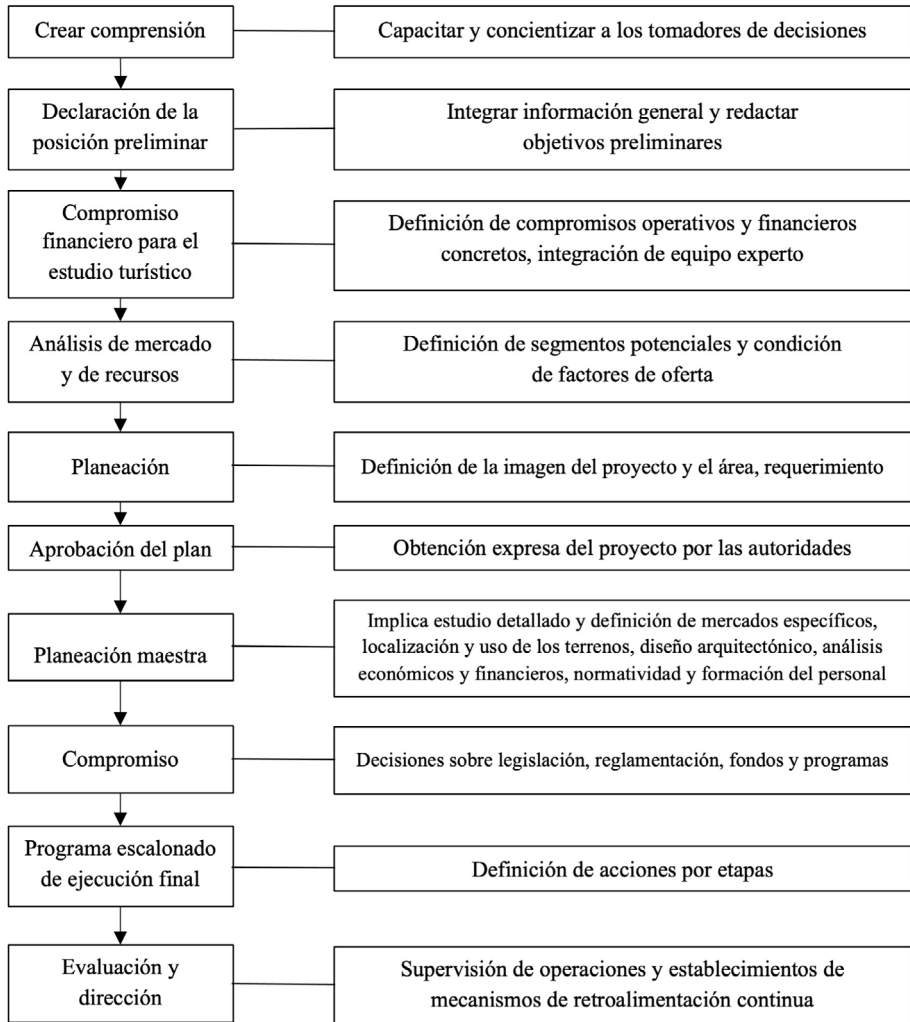 Crear comprensión
Capacitar y concientizar a los tomadores de decisiones
Declaración de la
posición preliminar
Integrar información general y redactar
objetivos preliminares
Compromiso
financiero para el
estudio turístico
Definición de compromisos operativos y financieros
concretos, integración de equipo experto
Análisis de mercado
y de recursos
Definición de segmentos potenciales y condición
de factores de oferta
Planeación
Definición de la imagen del proyecto y el área, requerimiento
Aprobación del plan
Obtención expresa del proyecto por las autoridades
Planeación maestra
Implica estudio detallado y definición de mercados específicos,
localización y uso de los terrenos, diseño arquitectónico, análisis
económicos y financieros, normatividad y formación del personal
Compromiso
Decisiones sobre legislación, reglamentación, fondos y programas
Programa escalonado
de ejecución final
Definición de acciones por etapas
Evaluación y
dirección
Supervisión de operaciones y establecimientos de
mecanismos de retroalimentación continua